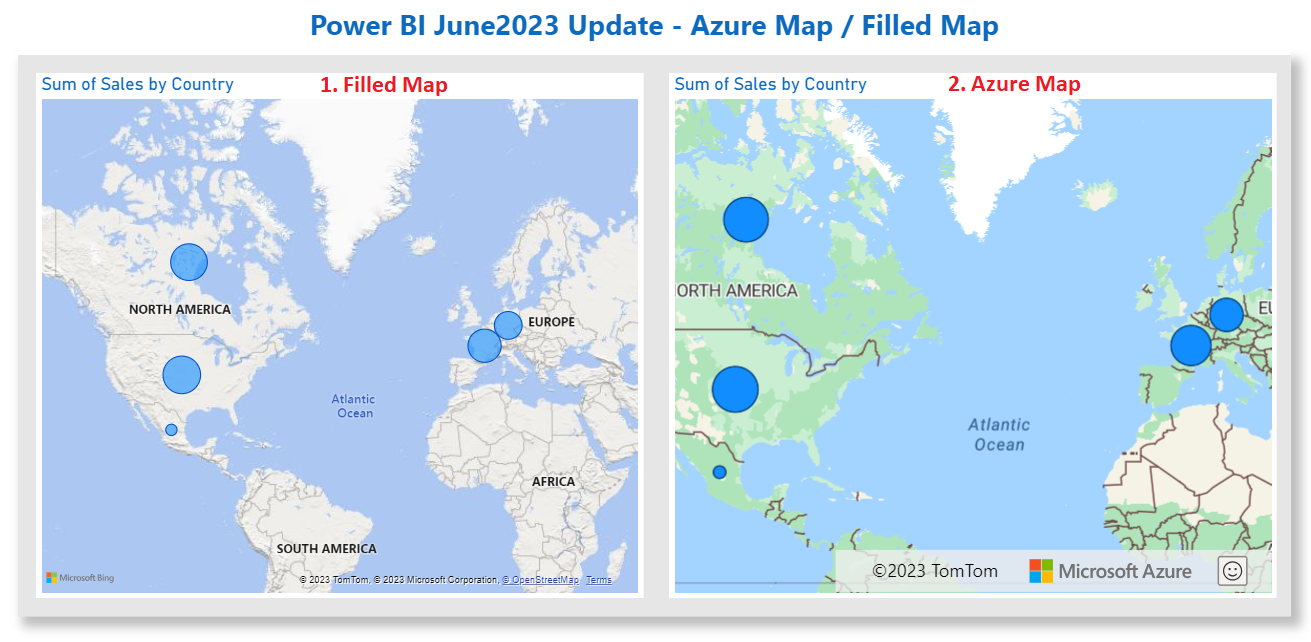 Power BI June2023 Update - Azure Map / Filled Map
Sum of Sales by Country
1. Filled Map
NORTH AMERICA
EUROPE
Atlantic
Ocean
AFRICA
SOUTH AMERICA
Microsoft Bing
© 2023 TomTom, © 2023 Microsoft Corporation, © OpenStreetMap Terms
Sum of Sales by Country
2. Azure Map
ORTH AMERICA
EU
Atlantic
Ocean
©2023 TomTom
Microsoft Azure